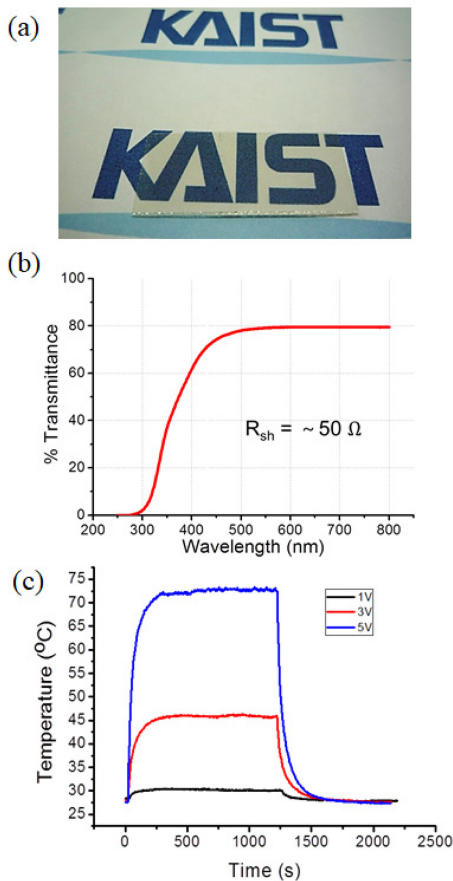 (a)
KAIST
KAIST
(b)
100
80
60
40
20
0
% Transmittance
Rsh = ~ 50 Ω
200 300 400 500 600 700 800
Wavelength (nm)
(c)
75
70
65
60
55
50
45
40
35
30
25
Temperature (ºC)
1V
3V
5V
0 500 1000 1500 2000 2500
Time (s)